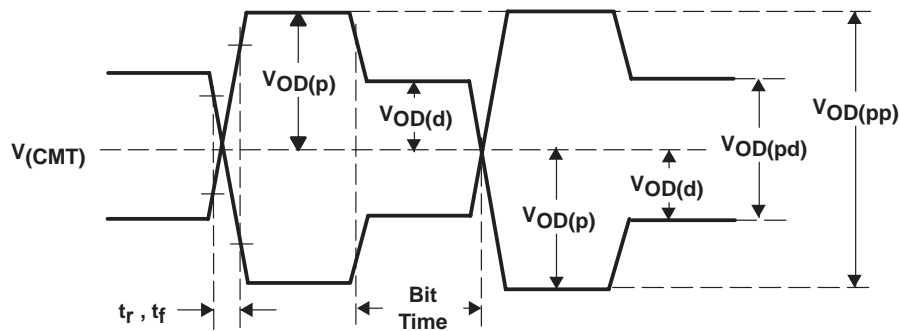 V(CMT)
VOD(p)
VOD(d)
VOD(p)
VOD(d)
VOD(pd)
VOD(pp)
tr , tf
Bit
Time